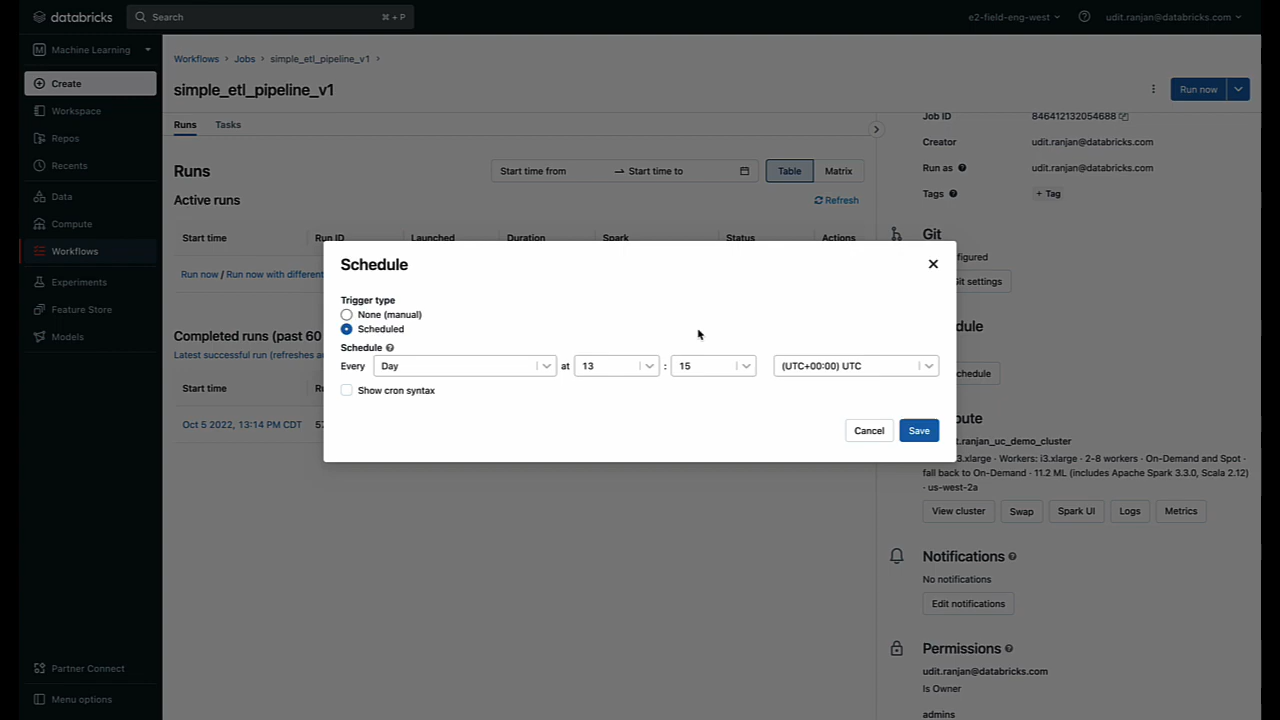 databricks
Search
⌘ + P
e2-field-eng-west
udit.ranjan@databricks.com
Machine Learning
Create
Workspace
Repos
Recents
Data
Compute
Workflows
Experiments
Feature Store
Models
Partner Connect
Menu options
Workflows > Jobs > simple_etl_pipeline_v1 >
simple_etl_pipeline_v1
Run now
Runs Tasks
Runs
Start time from → Start time to
Table Matrix
Active runs
Refresh
Start time Run ID Launched Duration Spark Status Actions
Run now / Run now with different
Completed runs (past 60
Latest successful run (refreshes a
Start time
Oct 5 2022, 13:14 PM CDT
Schedule
Trigger type
None (manual)
Scheduled
Schedule
Every Day at 13 : 15 (UTC+00:00) UTC
Show cron syntax
Cancel Save
Job ID 846412132054688
Creator udit.ranjan@databricks.com
Run as udit.ranjan@databricks.com
Tags + Tag
Git
.ranjan_uc_demo_cluster
3.xlarge · Workers: i3.xlarge · 2-8 workers · On-Demand and Spot ·
fall back to On-Demand · 11.2 ML (includes Apache Spark 3.3.0, Scala 2.12)
· us-west-2a
View cluster Swap Spark UI Logs Metrics
Notifications
No notifications
Edit notifications
Permissions
udit.ranjan@databricks.com
Is Owner
admins